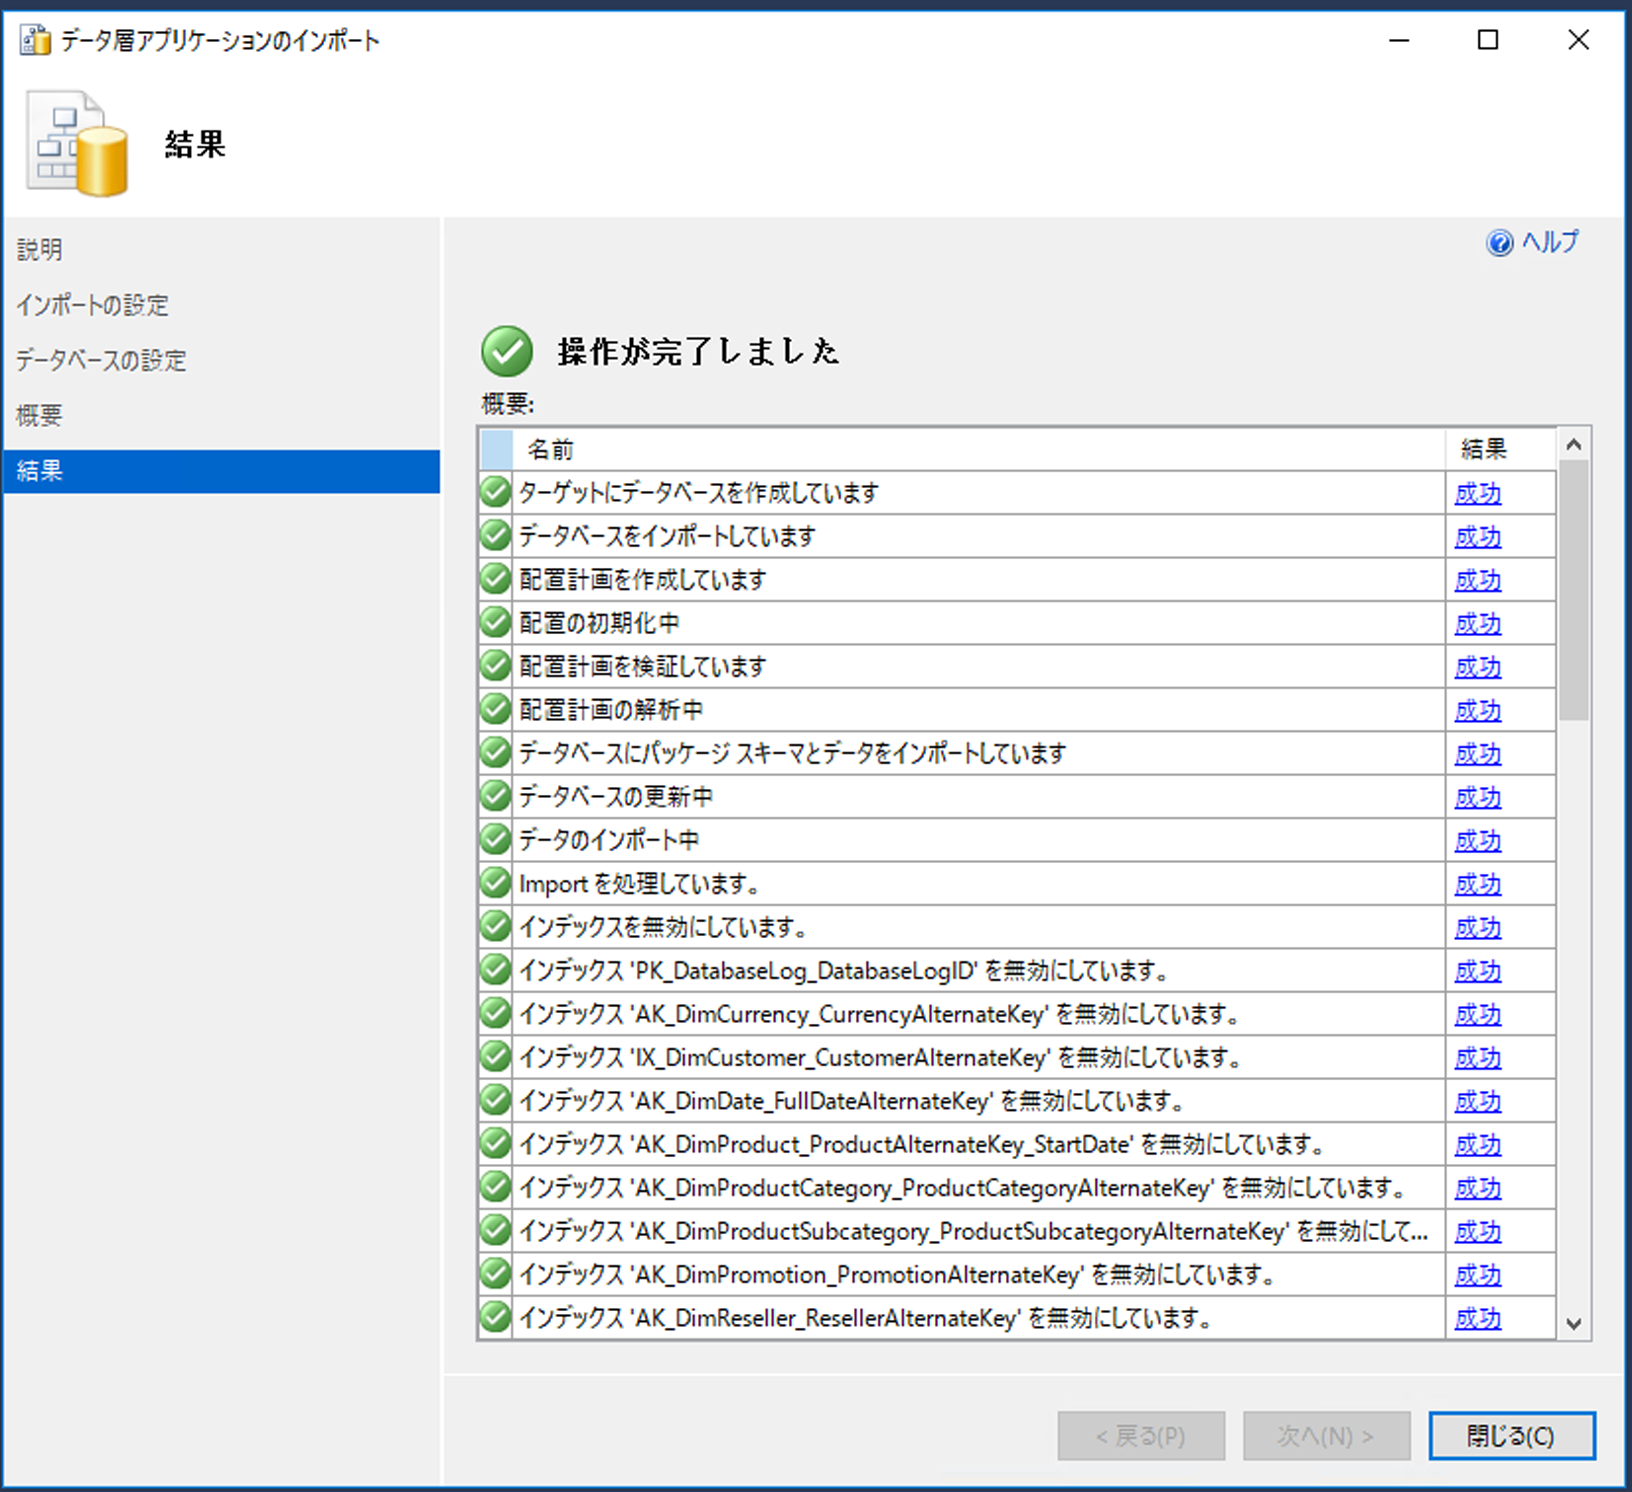 データ層アプリケーションのインポート
結果
説明
インポートの設定
データベースの設定
概要
結果
ヘルプ
操作が完了しました
概要:
名前 結果
ターゲットにデータベースを作成しています 成功
データベースをインポートしています 成功
配置計画を作成しています 成功
配置の初期化中 成功
配置計画を検証しています 成功
配置計画の解析中 成功
データベースにパッケージ スキーマとデータをインポートしています 成功
データベースの更新中 成功
データのインポート中 成功
Import を処理しています。 成功
インデックスを無効にしています。 成功
インデックス 'PK_DatabaseLog_DatabaseLogID' を無効にしています。 成功
インデックス 'AK_DimCurrency_CurrencyAlternateKey' を無効にしています。 成功
インデックス 'IX_DimCustomer_CustomerAlternateKey' を無効にしています。 成功
インデックス 'AK_DimDate_FullDateAlternateKey' を無効にしています。 成功
インデックス 'AK_DimProduct_ProductAlternateKey_StartDate' を無効にしています。 成功
インデックス 'AK_DimProductCategory_ProductCategoryAlternateKey' を無効にしています。 成功
インデックス 'AK_DimProductSubcategory_ProductSubcategoryAlternateKey' を無効にして... 成功
インデックス 'AK_DimPromotion_PromotionAlternateKey' を無効にしています。 成功
インデックス 'AK_DimReseller_ResellerAlternateKey' を無効にしています。 成功
< 戻る(P) 次へ(N) > 閉じる(C)